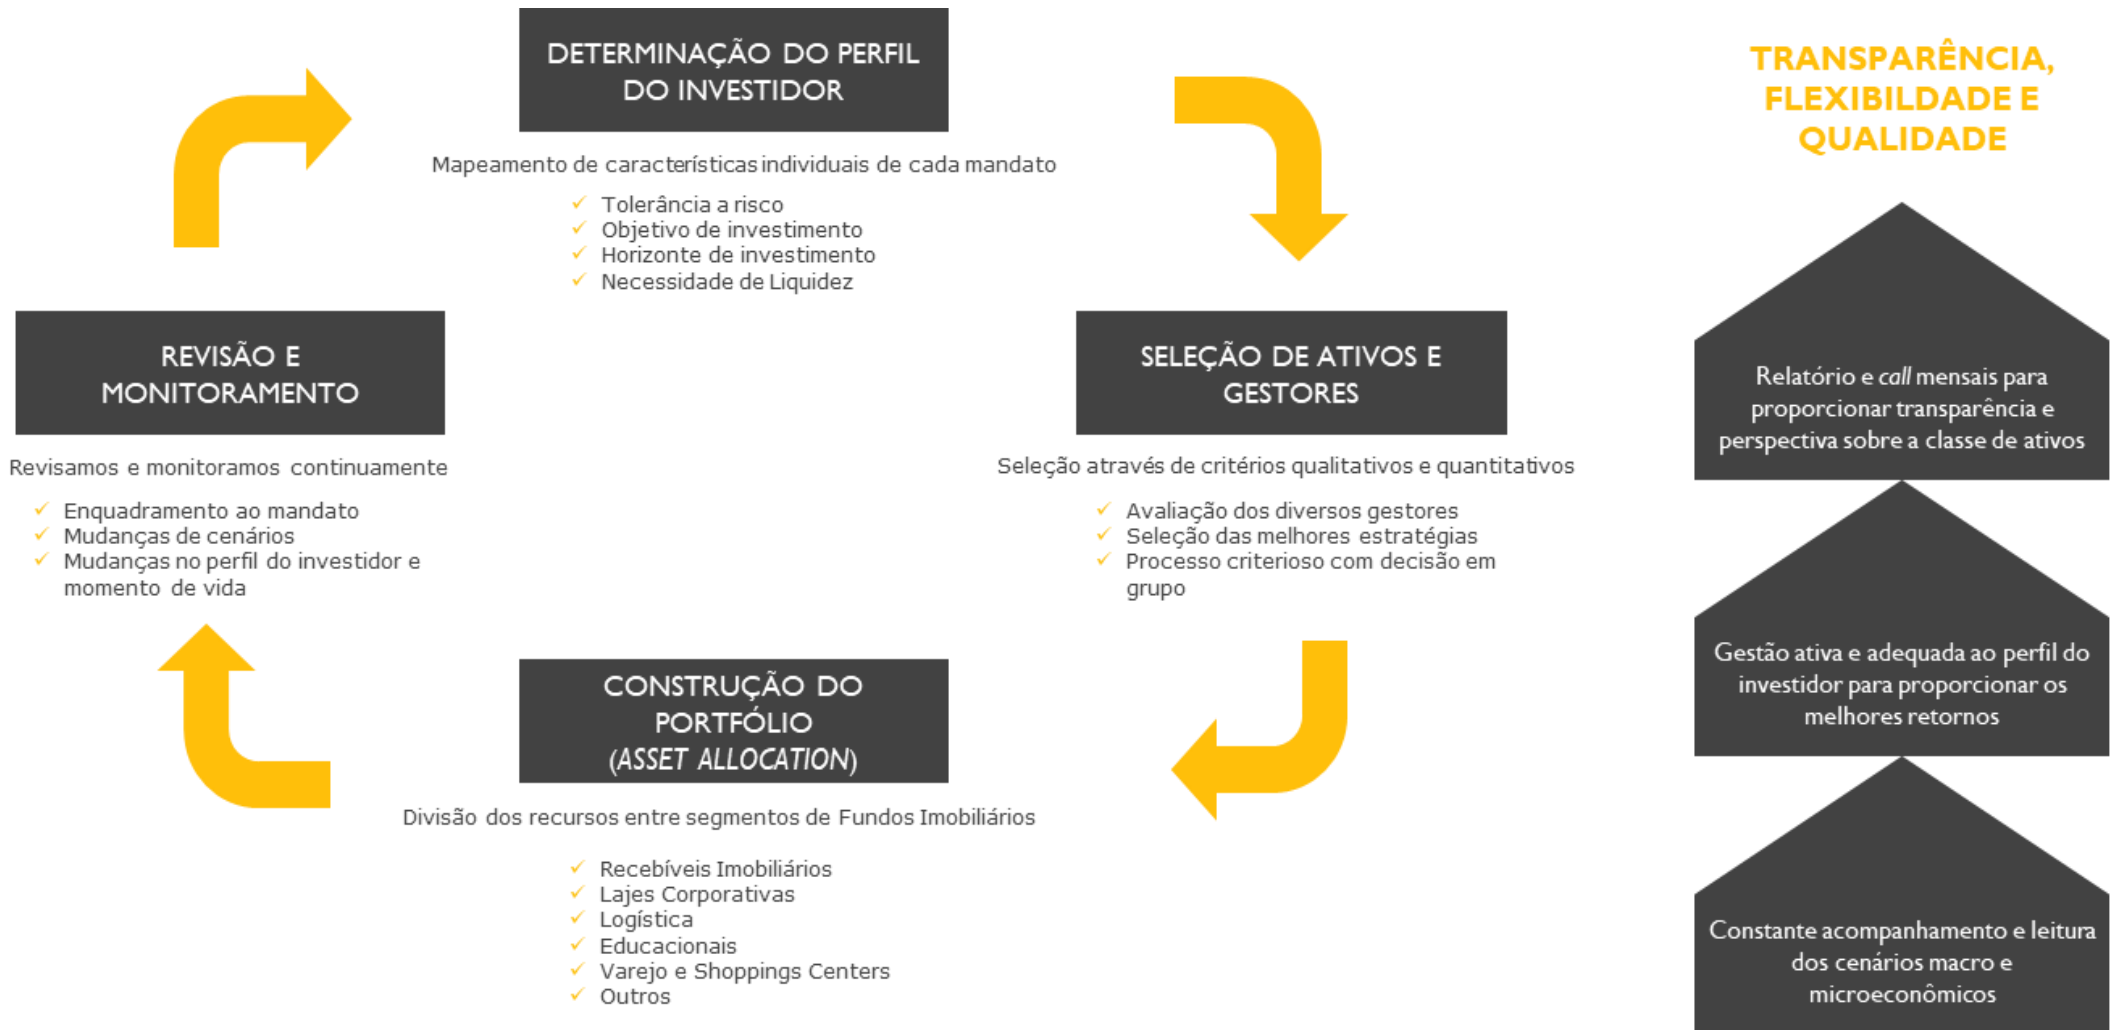 DETERMINAÇÃO DO PERFIL
DO INVESTIDOR
Mapeamento de características individuais de cada mandato
Tolerância a risco
Objetivo de investimento
Horizonte de investimento
Necessidade de Liquidez
SELEÇÃO DE ATIVOS E
GESTORES
Seleção através de critérios qualitativos e quantitativos
Avaliação dos diversos gestores
Seleção das melhores estratégias
Processo criterioso com decisão em
grupo
CONSTRUÇÃO DO
PORTFÓLIO
(ASSET ALLOCATION)
Divisão dos recursos entre segmentos de Fundos Imobiliários
Recebíveis Imobiliários
Lajes Corporativas
Logística
Educacionais
Varejo e Shoppings Centers
Outros
REVISÃO E
MONITORAMENTO
Revisamos e monitoramos continuamente
Enquadramento ao mandato
Mudanças de cenários
Mudanças no perfil do investidor e
momento de vida
TRANSPARÊNCIA,
FLEXIBILDADE E
QUALIDADE
Relatório e call mensais para
proporcionar transparência e
perspectiva sobre a classe de ativos
Gestão ativa e adequada ao perfil do
investidor para proporcionar os
melhores retornos
Constante acompanhamento e leitura
dos cenários macro e
microeconômicos